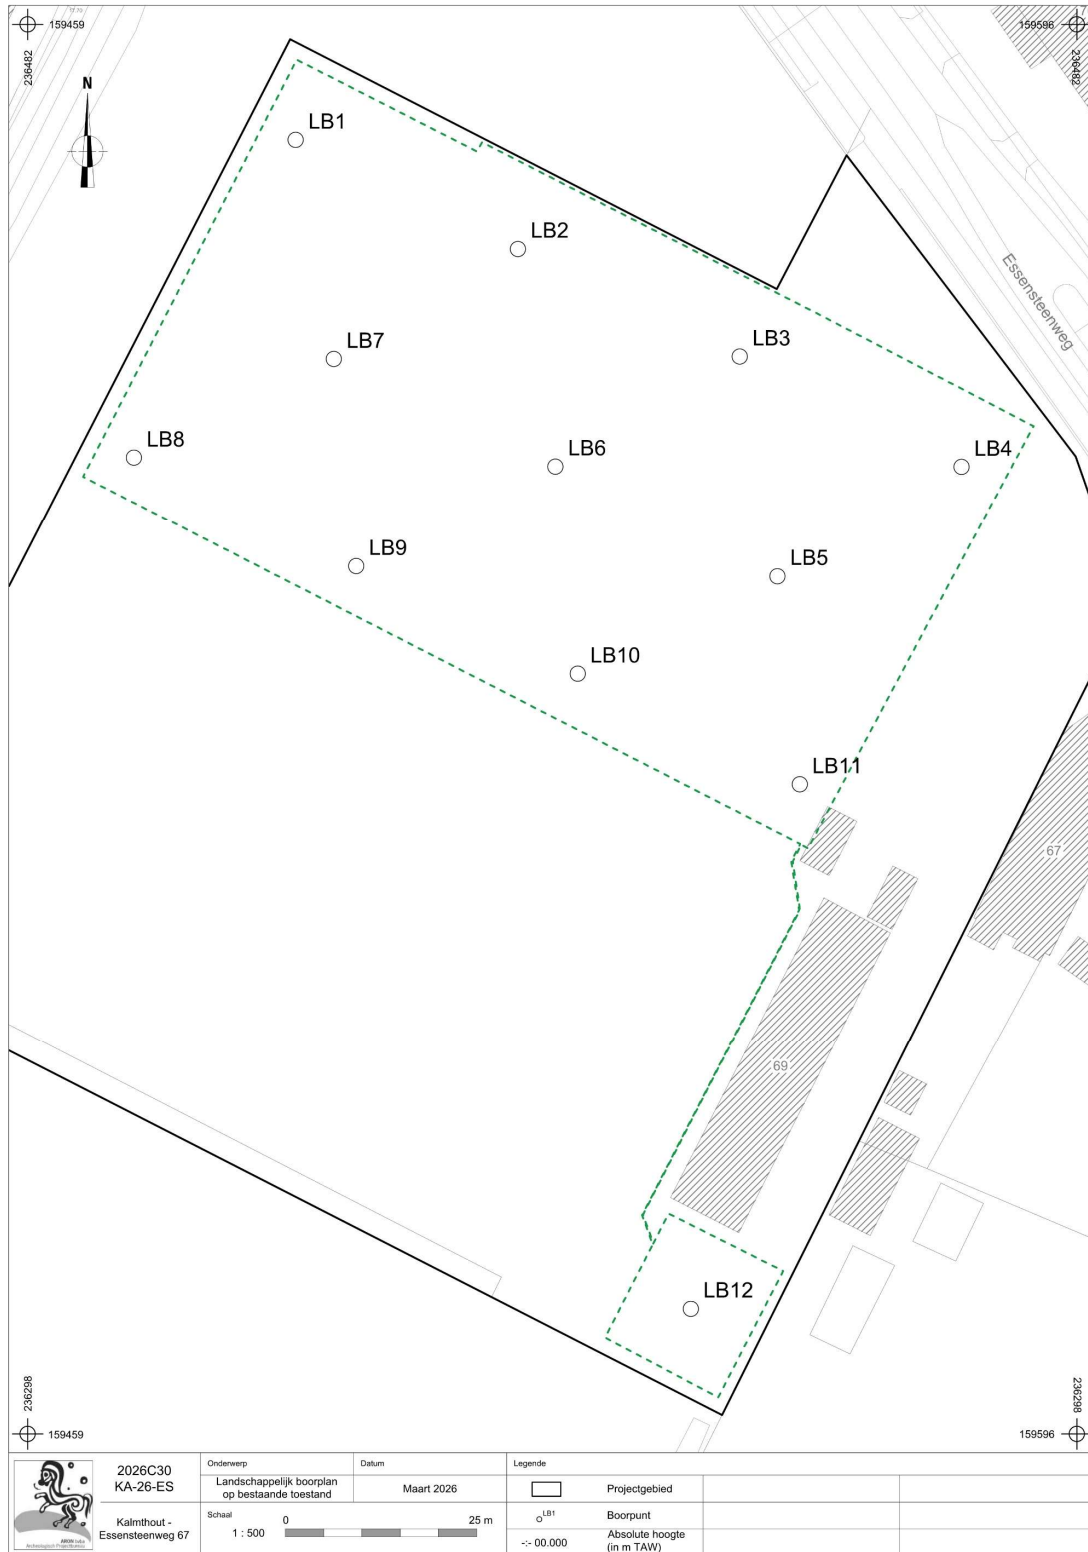 159459
159596
236482
236482
N
LB1
LB2
Essensteenweg
LB7
LB3
LB8
LB6
LB4
LB9
LB5
LB10
LB11
67
69
LB12
236298
236298
159459
159596
2026C30
KA-26-ES
Kalmthout -
Essensteenweg 67
Onderwerp
Landschappelijk boorplan
op bestaande toestand
Datum
Maart 2026
Schaal
1 : 500
0
25 m
Legende
Projectgebied
LB1
Boorpunt
-:- 00.000
Absolute hoogte
(in m TAW)